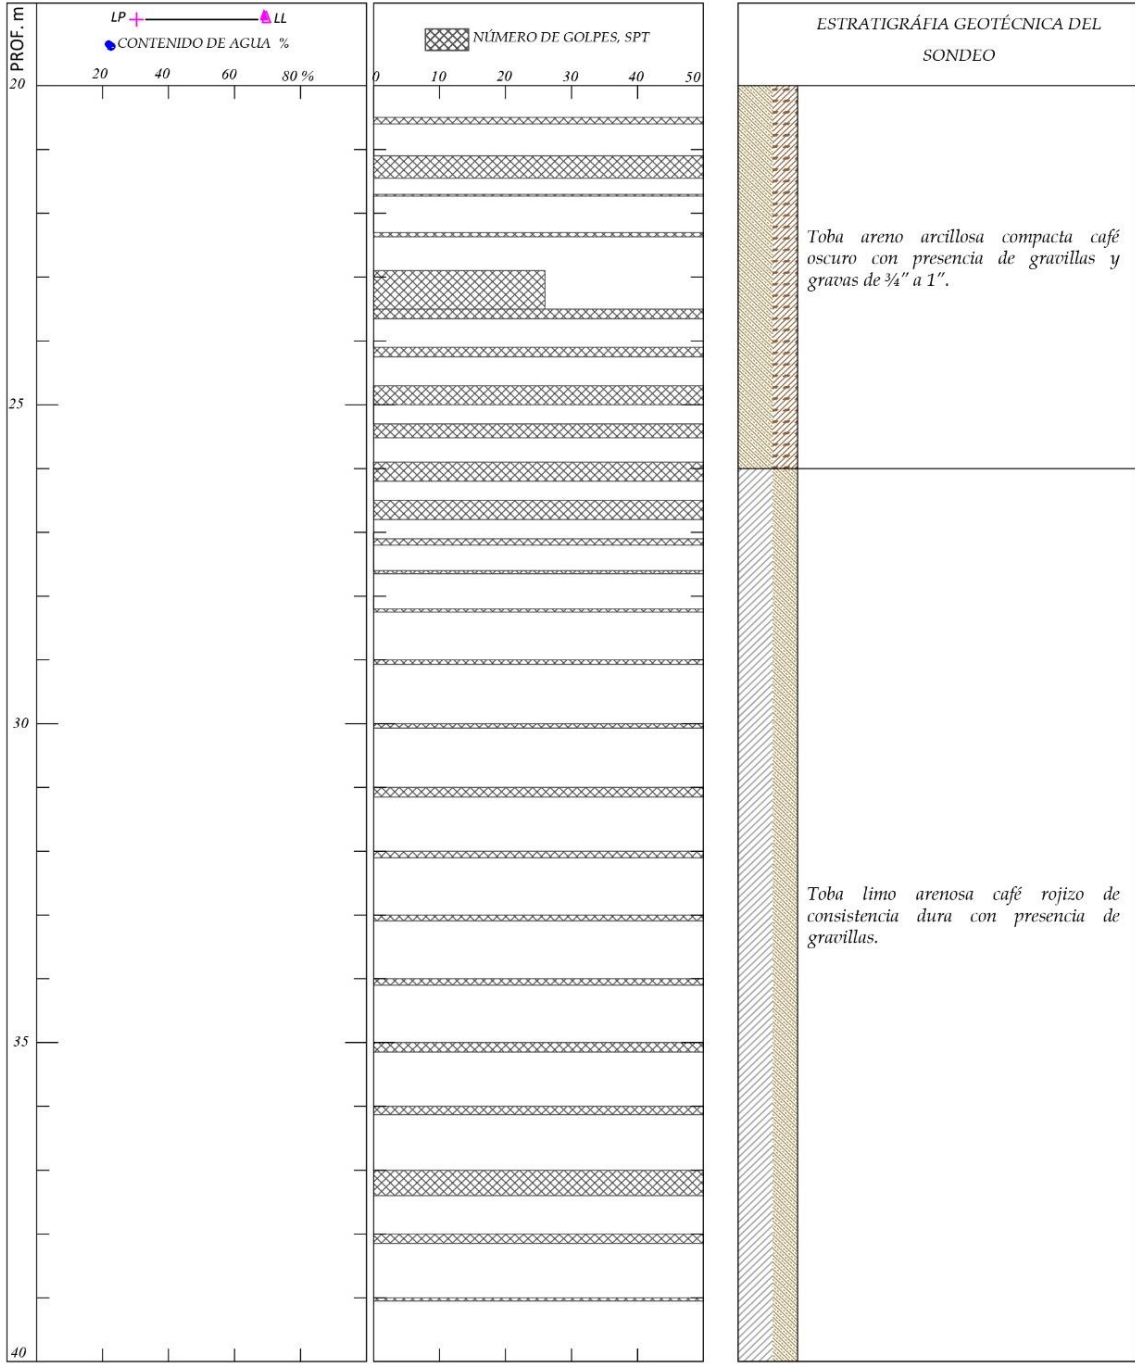 PROF. m
LP LL
CONTENIDO DE AGUA %
20 40 60 80 %
NÚMERO DE GOLPES, SPT
0 10 20 30 40 50
ESTRATIGRÁFIA GEOTÉCNICA DEL
SONDEO
20
Toba areno arcillosa compacta café
oscuro con presencia de gravillas y
gravas de ¾" a 1".
25
30
Toba limo arenosa café rojizo de
consistencia dura con presencia de
gravillas.
35
40